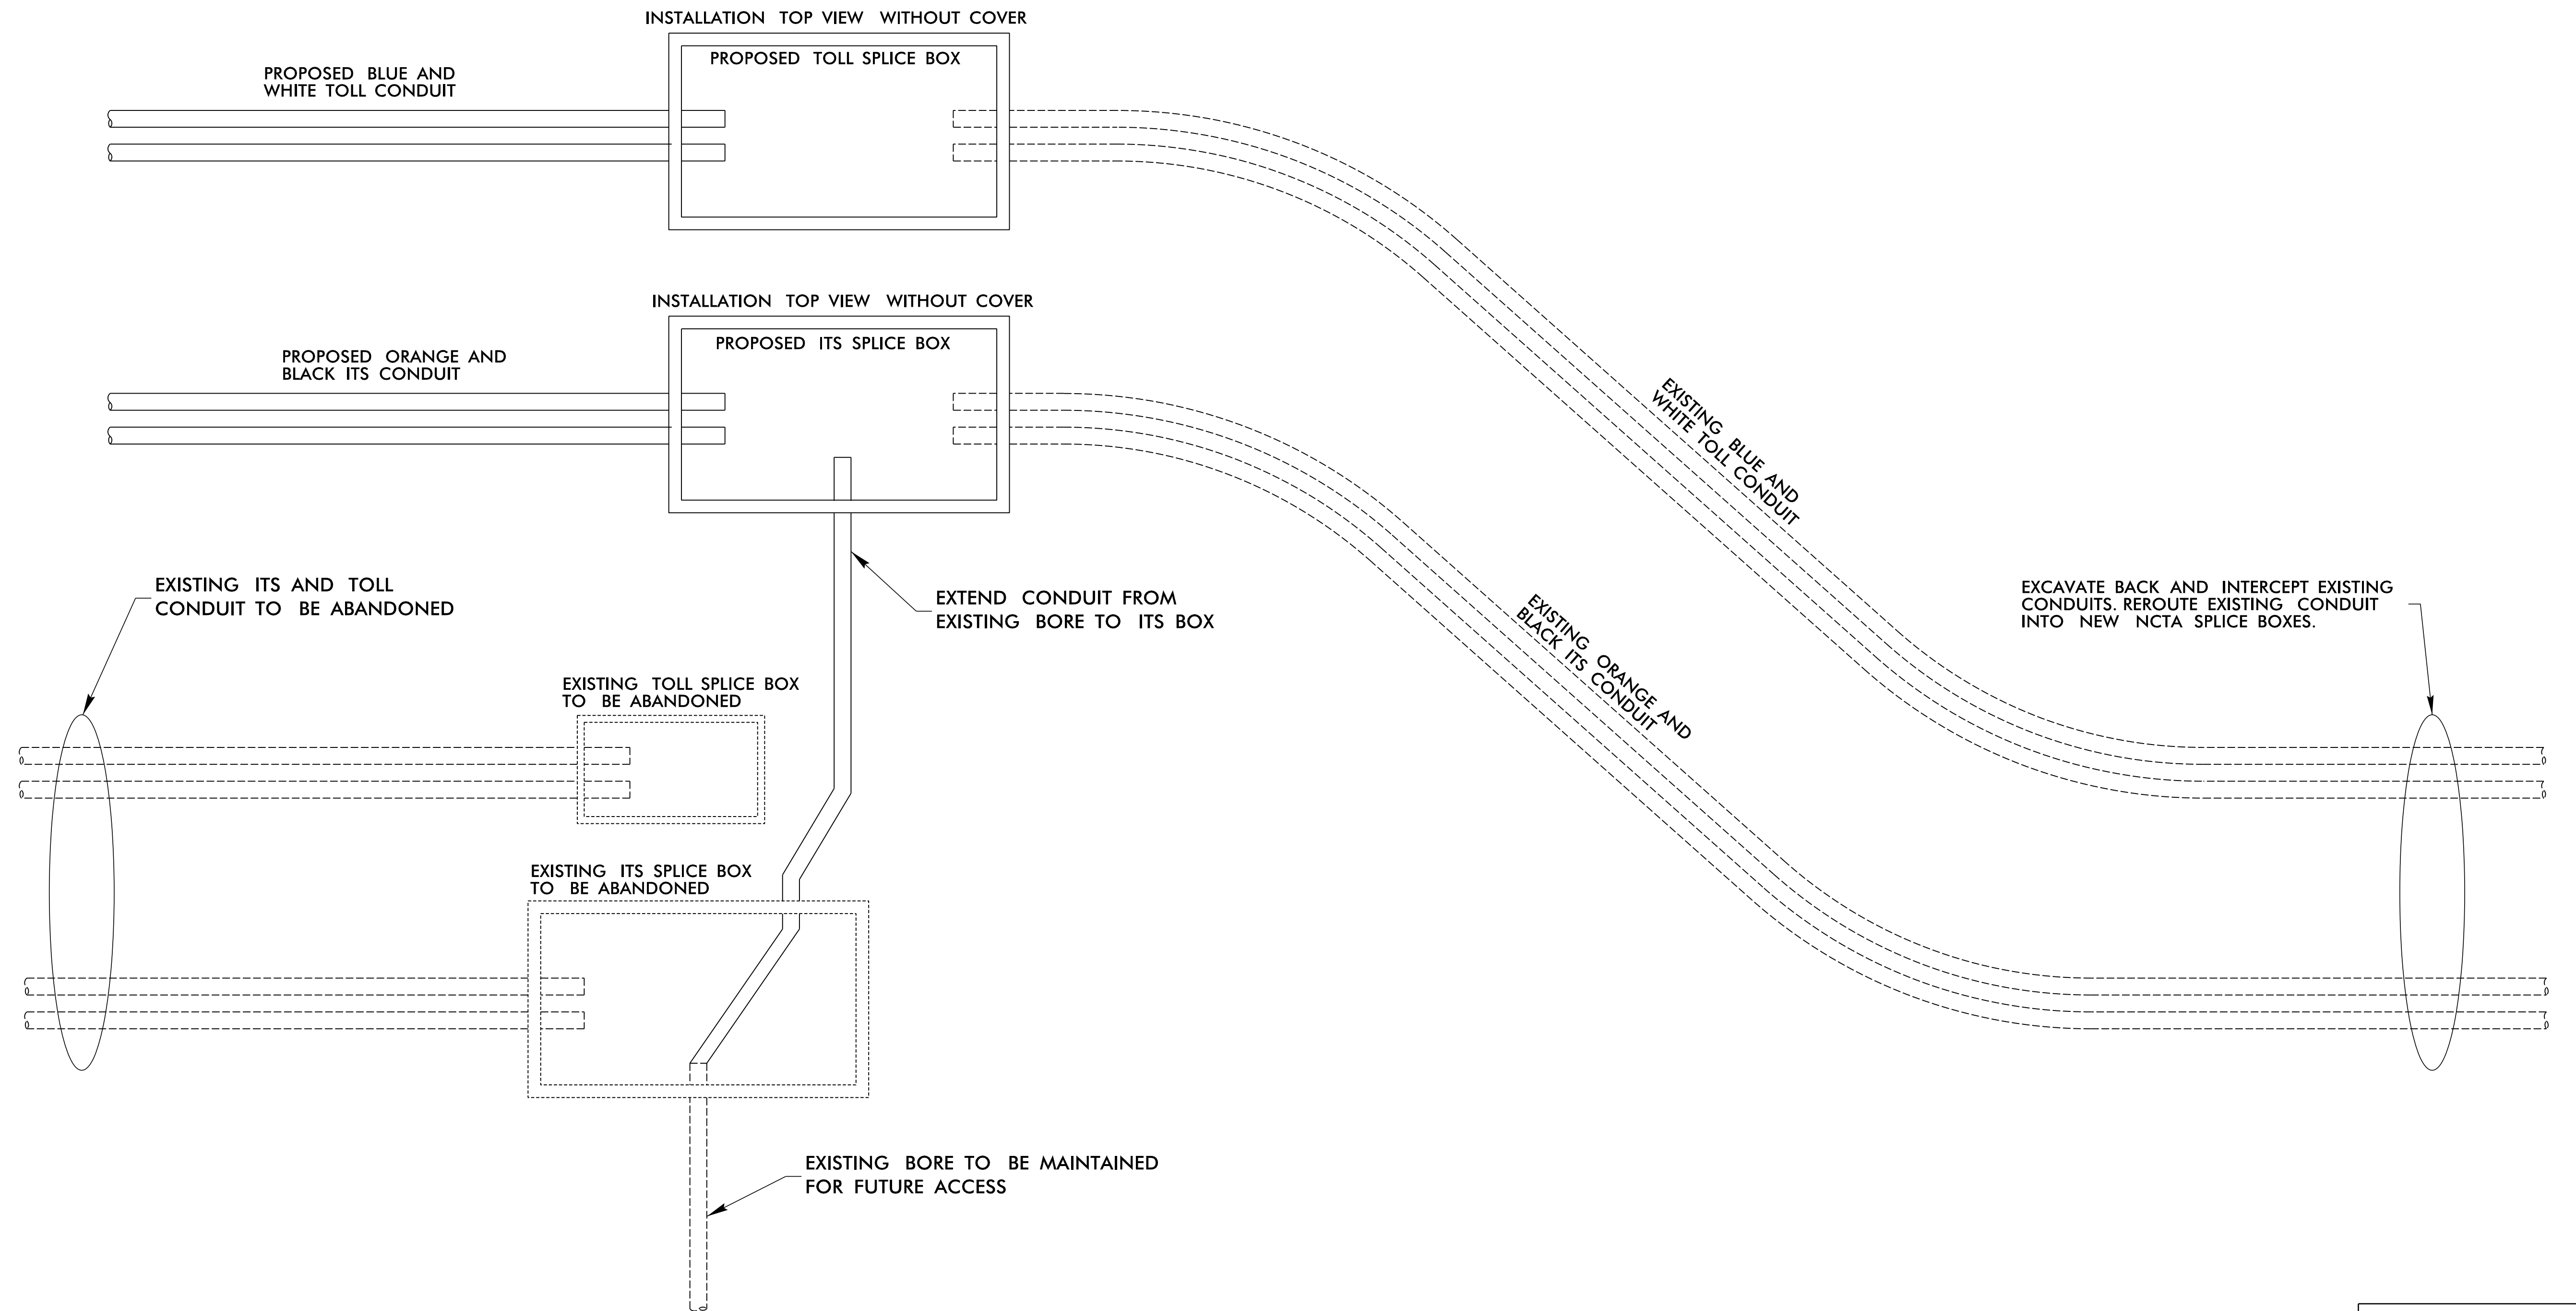 INSTALLATION TOP VIEW WITHOUT COVER
PROPOSED TOLL SPLICE BOX
PROPOSED BLUE AND
WHITE TOLL CONDUIT
INSTALLATION TOP VIEW WITHOUT COVER
PROPOSED ITS SPLICE BOX
PROPOSED ORANGE AND
BLACK ITS CONDUIT
EXISTING BLUE AND
WHITE TOLL CONDUIT
EXISTING ITS AND TOLL
CONDUIT TO BE ABANDONED
EXTEND CONDUIT FROM
EXISTING BORE TO ITS BOX
EXISTING ORANGE AND
BLACK ITS CONDUIT
EXCAVATE BACK AND INTERCEPT EXISTING
CONDUITS. REROUTE EXISTING CONDUIT
INTO NEW NCTA SPLICE BOXES.
EXISTING TOLL SPLICE BOX
TO BE ABANDONED
EXISTING ITS SPLICE BOX
TO BE ABANDONED
EXISTING BORE TO BE MAINTAINED
FOR FUTURE ACCESS